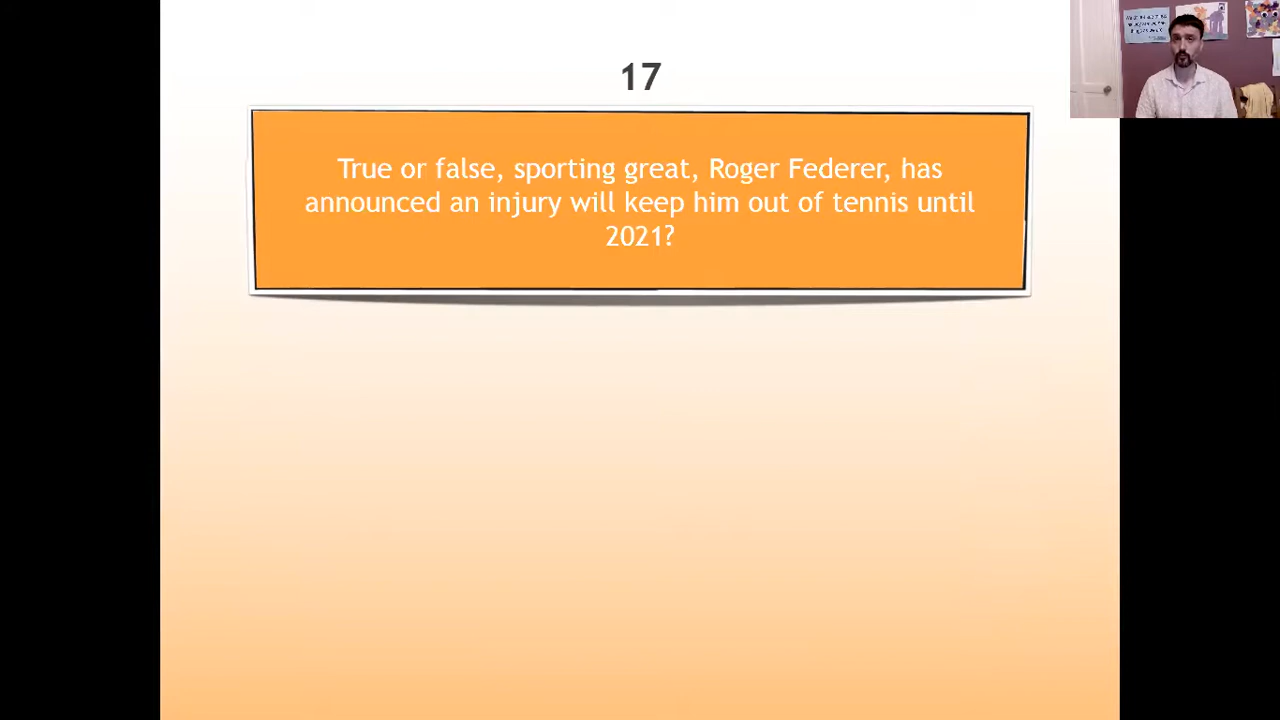 17
True or false, sporting great, Roger Federer, has
announced an injury will keep him out of tennis until
2021?